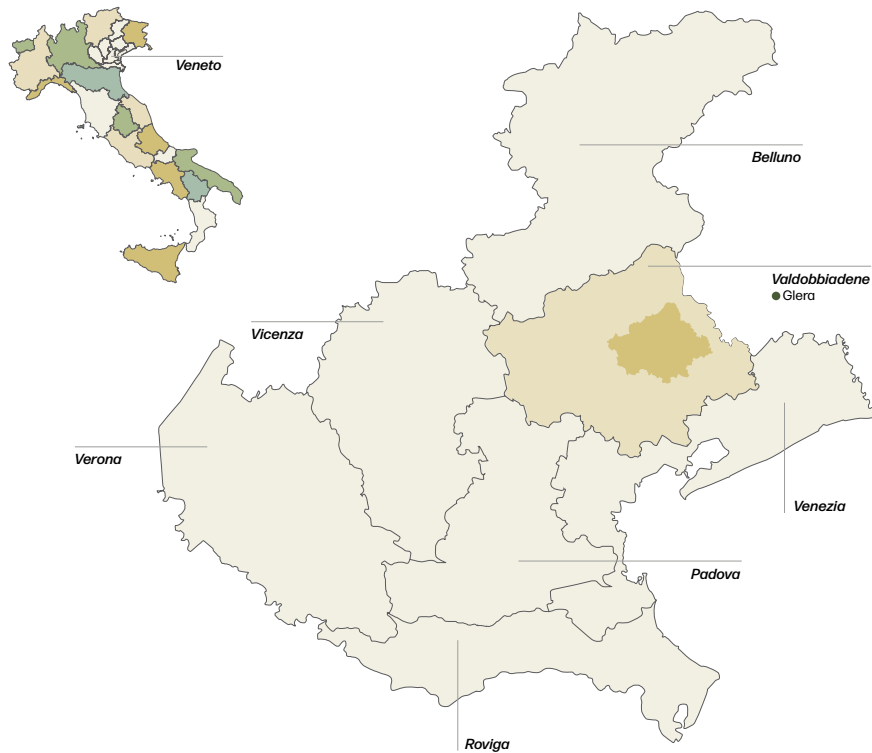 Veneto
Belluno
Valdobbiadene
Glera
Vicenza
Verona
Venezia
Padova
Roviga